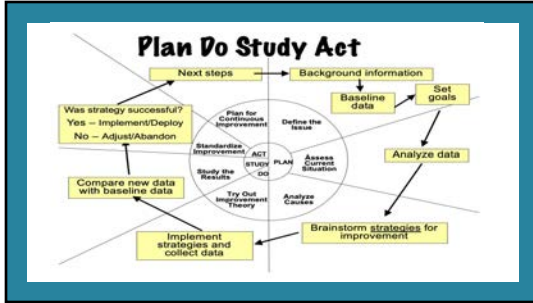 Plan Do Study Act
Next steps
Background information
Baseline
data
Set
goals
Was strategy successful?
Yes – Implement/Deploy
No – Adjust/Abandon
Plan for
Continuous
Improvement
Define the
Issue
Standardize
Improvement
ACT
PLAN
STUDY
DO
Assess
Current
Situation
Analyze data
Study the
Results
Compare new data
with baseline data
Try Out
Improvement
Theory
Analyze
Causes
Brainstorm strategies for
improvement
Implement
strategies and
collect data